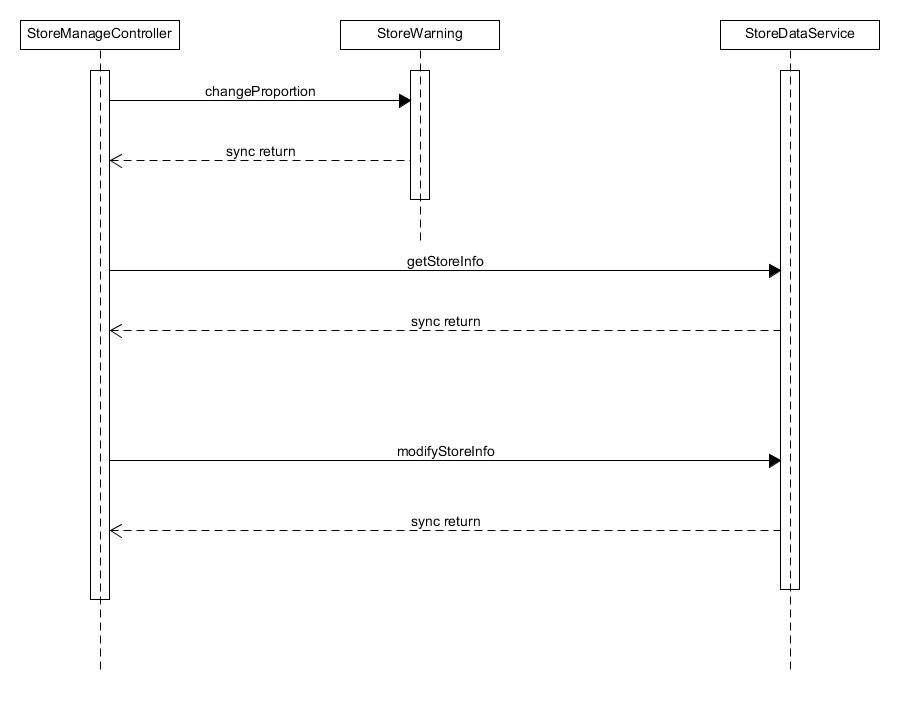 StoreManageController
StoreWarning
StoreDataService
changeProportion
sync return
getStoreInfo
sync return
modifyStoreInfo
sync return